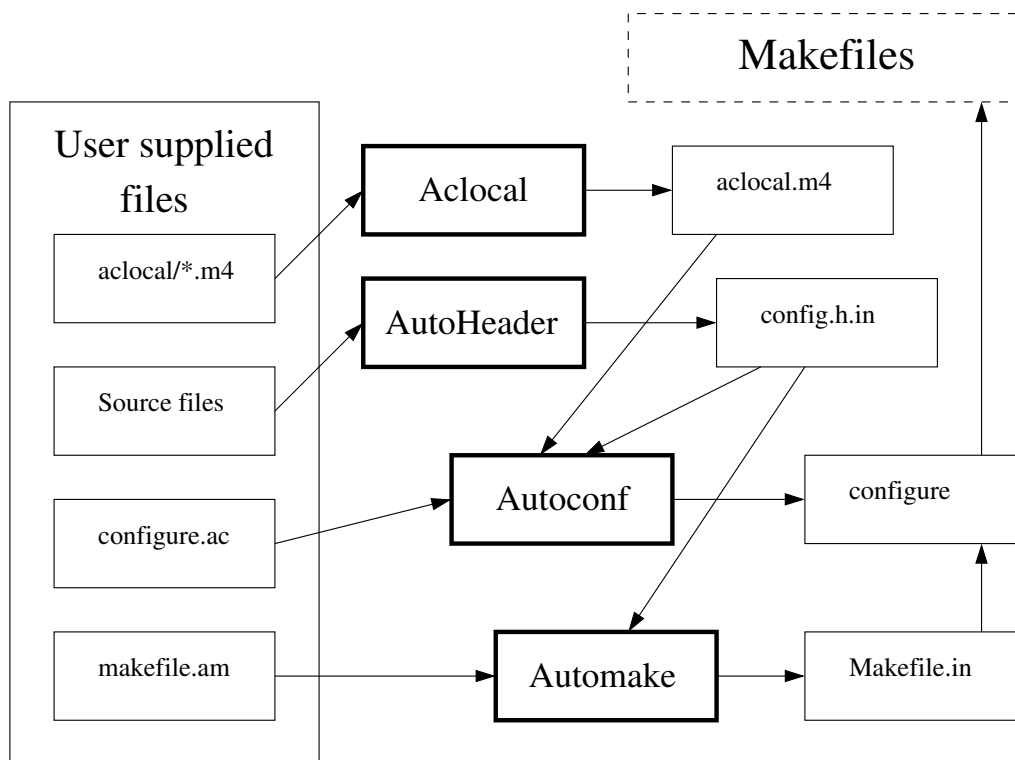 Makefiles
User supplied
files
Aclocal
aclocal.m4
aclocal/*.m4
AutoHeader
config.h.in
Source files
Autoconf
configure
configure.ac
Automake
Makefile.in
makefile.am